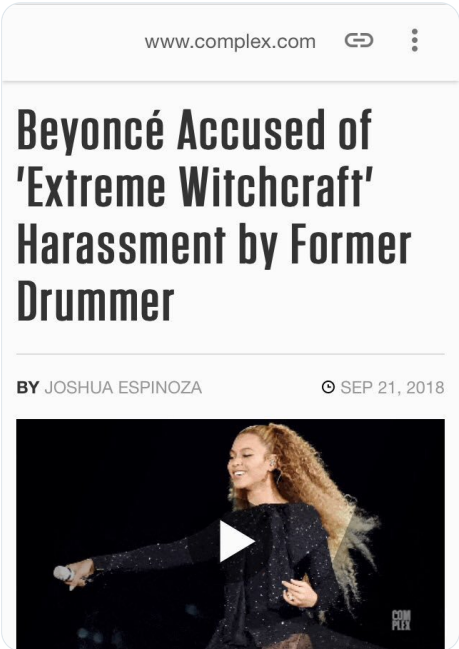 www.complex.com
Beyoncé Accused of
'Extreme Witchcraft'
Harassment by Former
Drummer
BY JOSHUA ESPINOZA
SEP 21, 2018
COM
PLEX